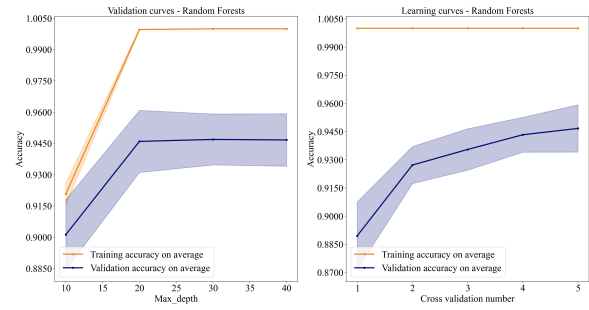 Validation curves - Random Forests
1.0050
0.9900
0.9750
0.9600
0.9450
0.9300
0.9150
0.9000
0.8850
Accuracy
Training accuracy on average
Validation accuracy on average
10 15 20 25 30 35 40
Max_depth
Learning curves - Random Forests
1.0050
0.9900
0.9750
0.9600
0.9450
0.9300
0.9150
0.9000
0.8850
0.8700
Accuracy
Training accuracy on average
Validation accuracy on average
1 2 3 4 5
Cross validation number